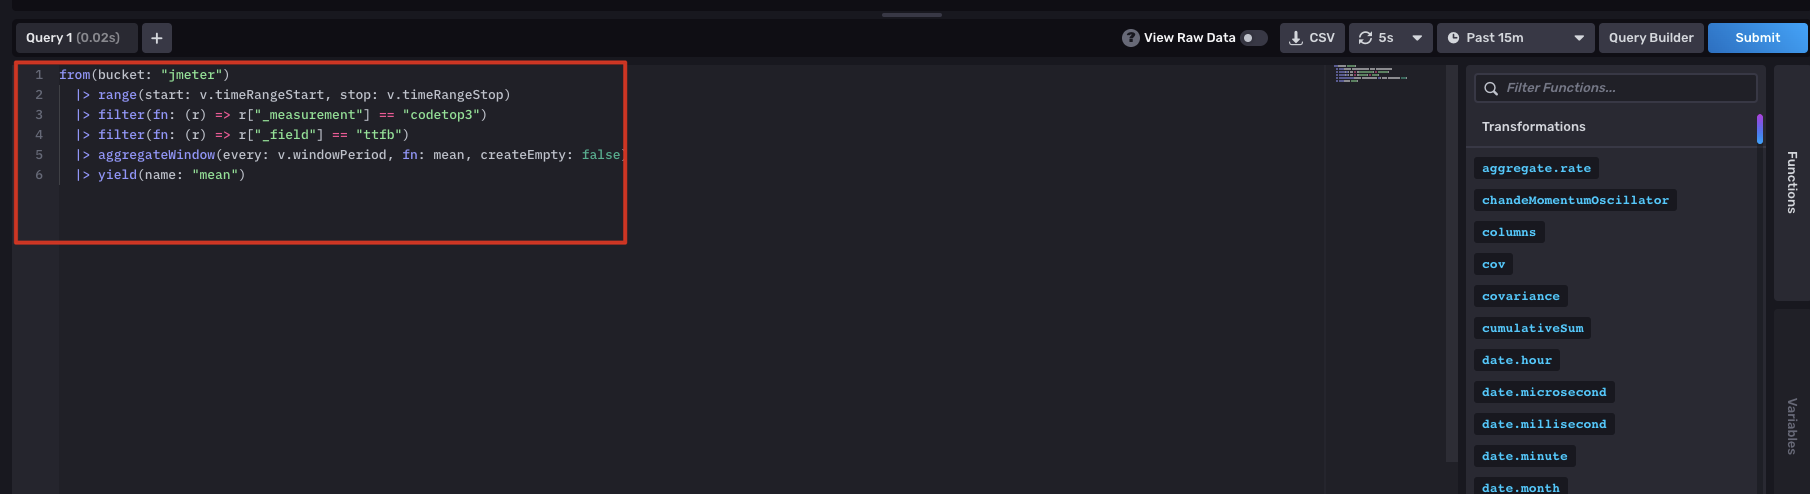 Query 1 (0.02s)
+
? View Raw Data
CSV
5s
Past 15m
Query Builder
Submit
1 from(bucket: "jmeter")
2 |> range(start: v.timeRangeStart, stop: v.timeRangeStop)
3 |> filter(fn: (r) => r["_measurement"] == "codetop3")
4 |> filter(fn: (r) => r["_field"] == "ttfb")
5 |> aggregateWindow(every: v.windowPeriod, fn: mean, createEmpty: false)
6 |> yield(name: "mean")
Filter Functions...
Transformations
aggregate.rate
chandeMomentumOscillator
columns
cov
covariance
cumulativeSum
date.hour
date.microsecond
date.millisecond
date.minute
date.month
Functions
Variables